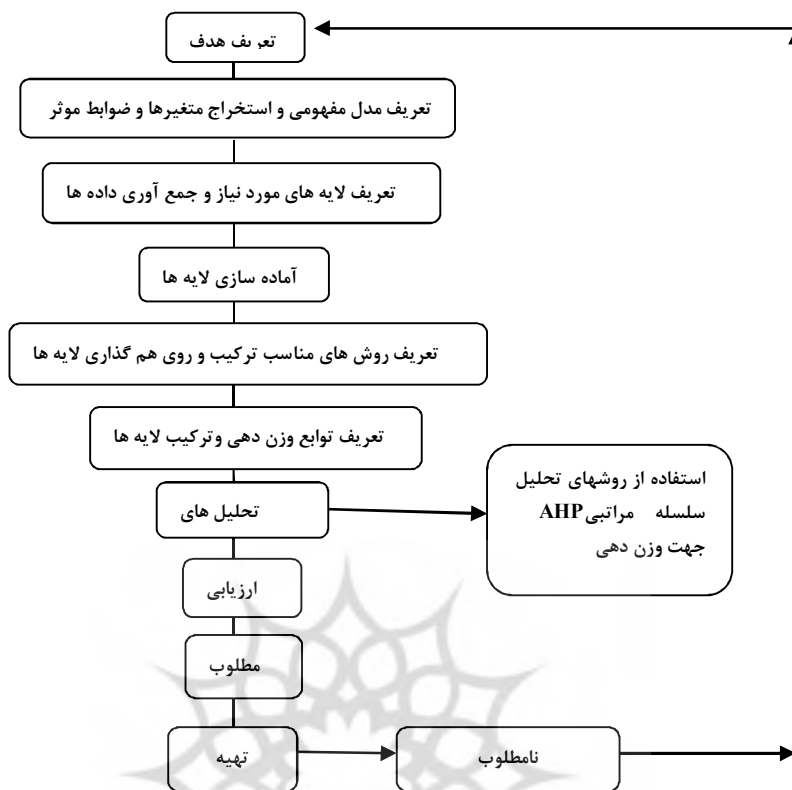 تعریف هدف
تعریف مدل مفهومی و استخراج متغیرها و ضوابط موثر
تعریف لایه های مورد نیاز و جمع آوری داده ها
آماده سازی لایه ها
تعریف روش های مناسب ترکیب و روی هم گذاری لایه ها
تعریف توابع وزن دهی وترکیب لایه ها
استفاده از روشهای تحلیل
سلسله مراتبی AHP
جهت وزن دهی
تحلیل های
ارزیابی
مطلوب
تهیه
نامطلوب